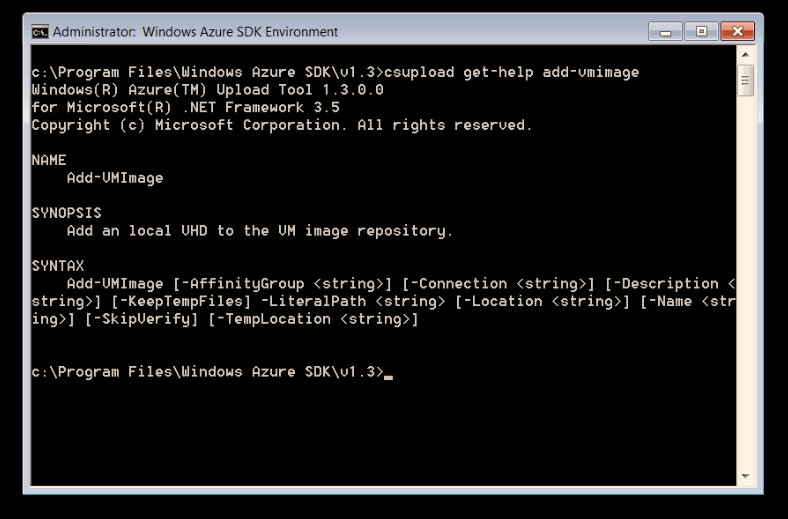 Administrator: Windows Azure SDK Environment
c:\Program Files\Windows Azure SDK\v1.3>csupload get-help add-vmimage
Windows(R) Azure(TM) Upload Tool 1.3.0.0
for Microsoft(R) .NET Framework 3.5
Copyright (c) Microsoft Corporation. All rights reserved.
NAME
Add-VMImage
SYNOPSIS
Add an local VHD to the VM image repository.
SYNTAX
Add-VMImage [-AffinityGroup <string>] [-Connection <string>] [-Description <
string>] [-KeepTempFiles] -LiteralPath <string> [-Location <string>] [-Name <str
ing>] [-SkipVerify] [-TempLocation <string>]
c:\Program Files\Windows Azure SDK\v1.3>_